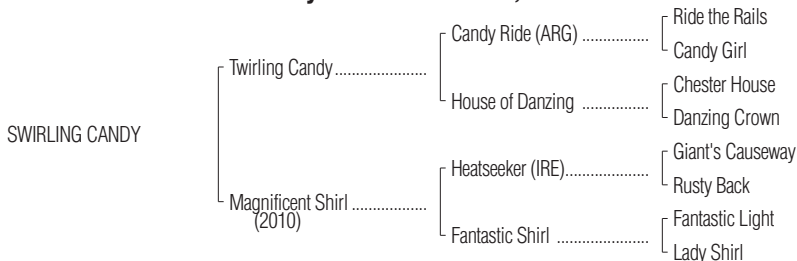 Ride the Rails
Candy Ride (ARG) ................
Candy Girl
Twirling Candy......................
Chester House
House of Danzing ................
Danzing Crown
SWIRLING CANDY
Giant's Causeway
Heatseeker (IRE)....................
Rusty Back
Magnificent Shirl ..................
(2010)
Fantastic Light
Fantastic Shirl ......................
Lady Shirl